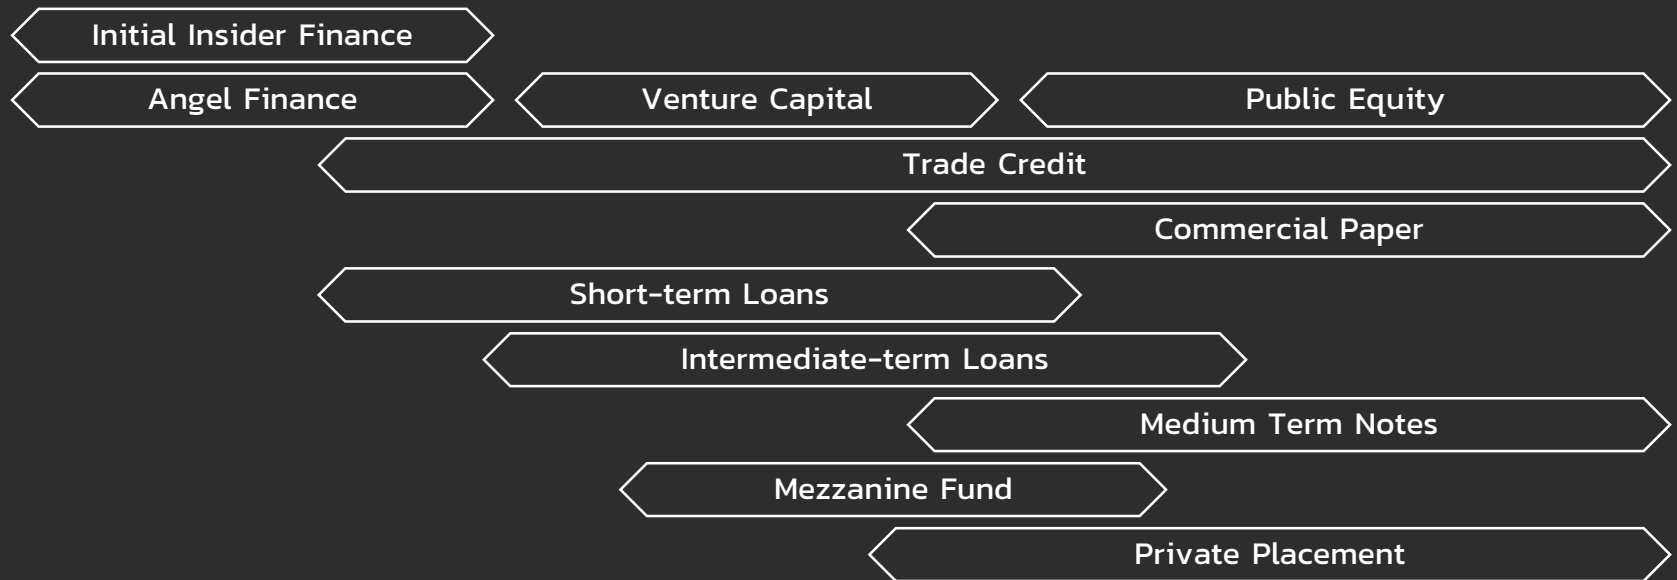 Initial Insider Finance
Angel Finance
Venture Capital
Public Equity
Trade Credit
Commercial Paper
Short-term Loans
Intermediate-term Loans
Medium Term Notes
Mezzanine Fund
Private Placement